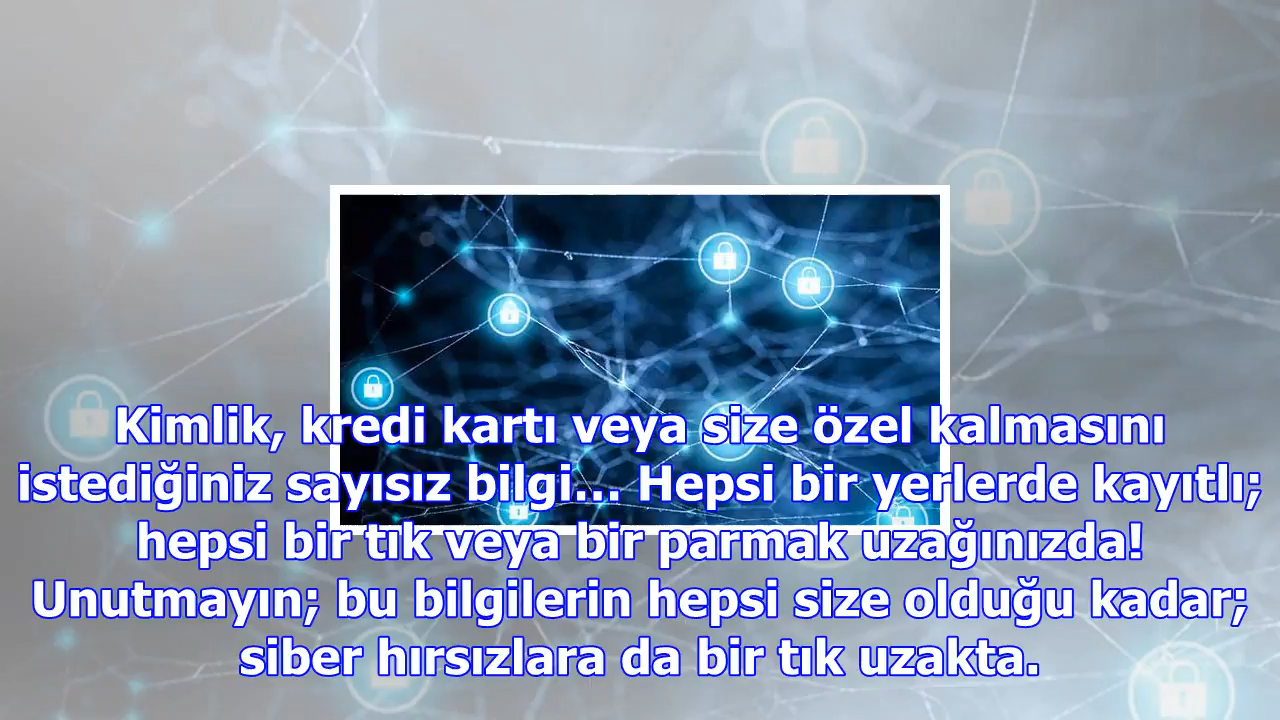 Kimlik, kredi kartı veya size özel kalmasını
istediğiniz sayısız bilgi... Hepsi bir yerlerde kayıtlı;
hepsi bir tık veya bir parmak uzağınızda!
Unutmayın; bu bilgilerin hepsi size olduğu kadar;
siber hırsızlara da bir tık uzakta.